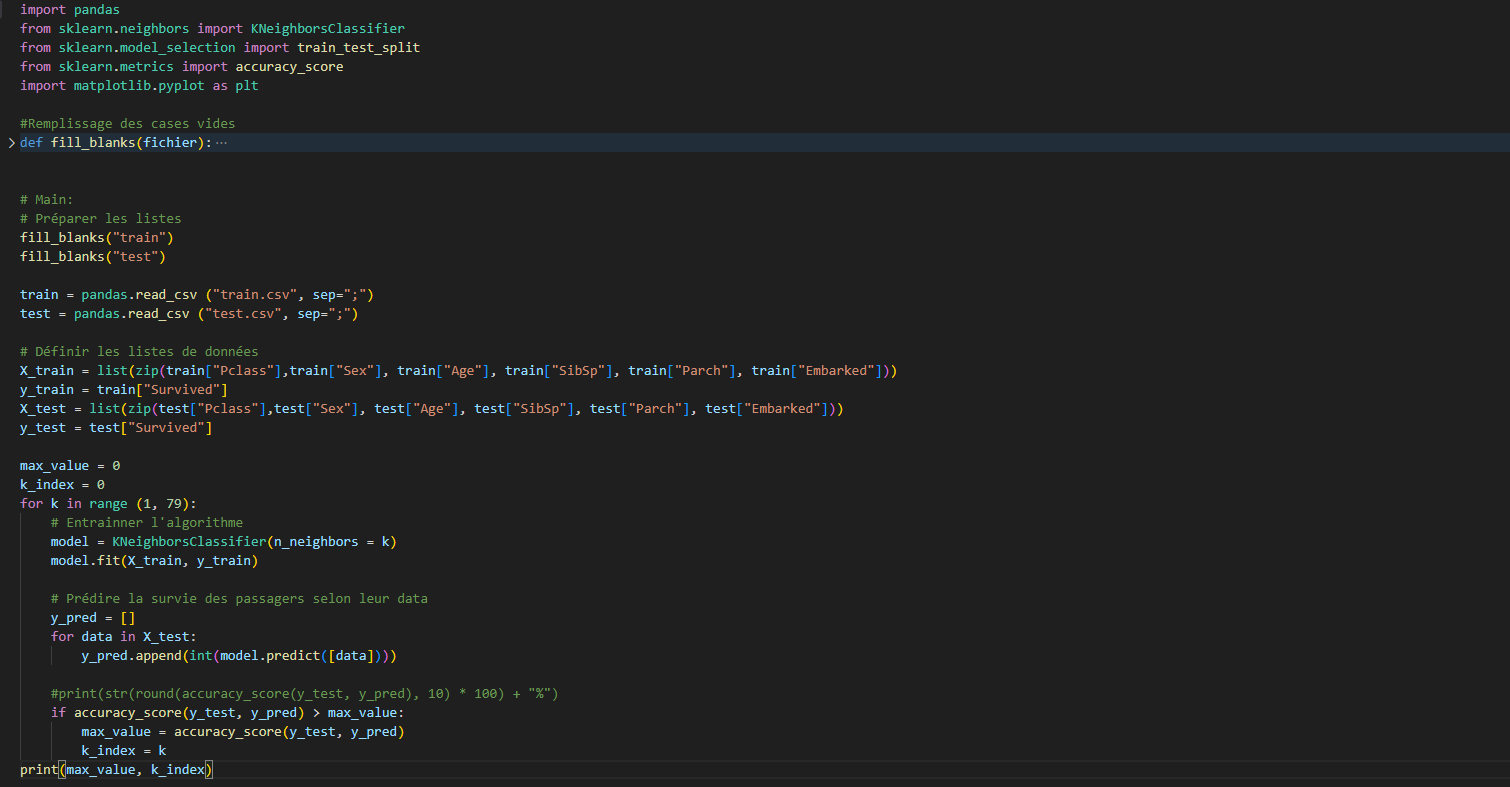 import pandas
from sklearn.neighbors import KNeighborsClassifier
from sklearn.model_selection import train_test_split
from sklearn.metrics import accuracy_score
import matplotlib.pyplot as plt
#Remplissage des cases vides
def fill_blanks(fichier): ···
# Main:
# Préparer les listes
fill_blanks("train")
fill_blanks("test")
train = pandas.read_csv ("train.csv", sep=";")
test = pandas.read_csv ("test.csv", sep=";")
# Définir les listes de données
X_train = list(zip(train["Pclass"],train["Sex"], train["Age"], train["SibSp"], train["Parch"], train["Embarked"]))
y_train = train["Survived"]
X_test = list(zip(test["Pclass"],test["Sex"], test["Age"], test["SibSp"], test["Parch"], test["Embarked"]))
y_test = test["Survived"]
max_value = 0
k_index = 0
for k in range (1, 79):
    # Entrainner l'algorithme
    model = KNeighborsClassifier(n_neighbors = k)
    model.fit(X_train, y_train)
    # Prédire la survie des passagers selon leur data
    y_pred = []
    for data in X_test:
        y_pred.append(int(model.predict([data])))
    #print(str(round(accuracy_score(y_test, y_pred), 10) * 100) + "%")
    if accuracy_score(y_test, y_pred) > max_value:
        max_value = accuracy_score(y_test, y_pred)
        k_index = k
print(max_value, k_index)